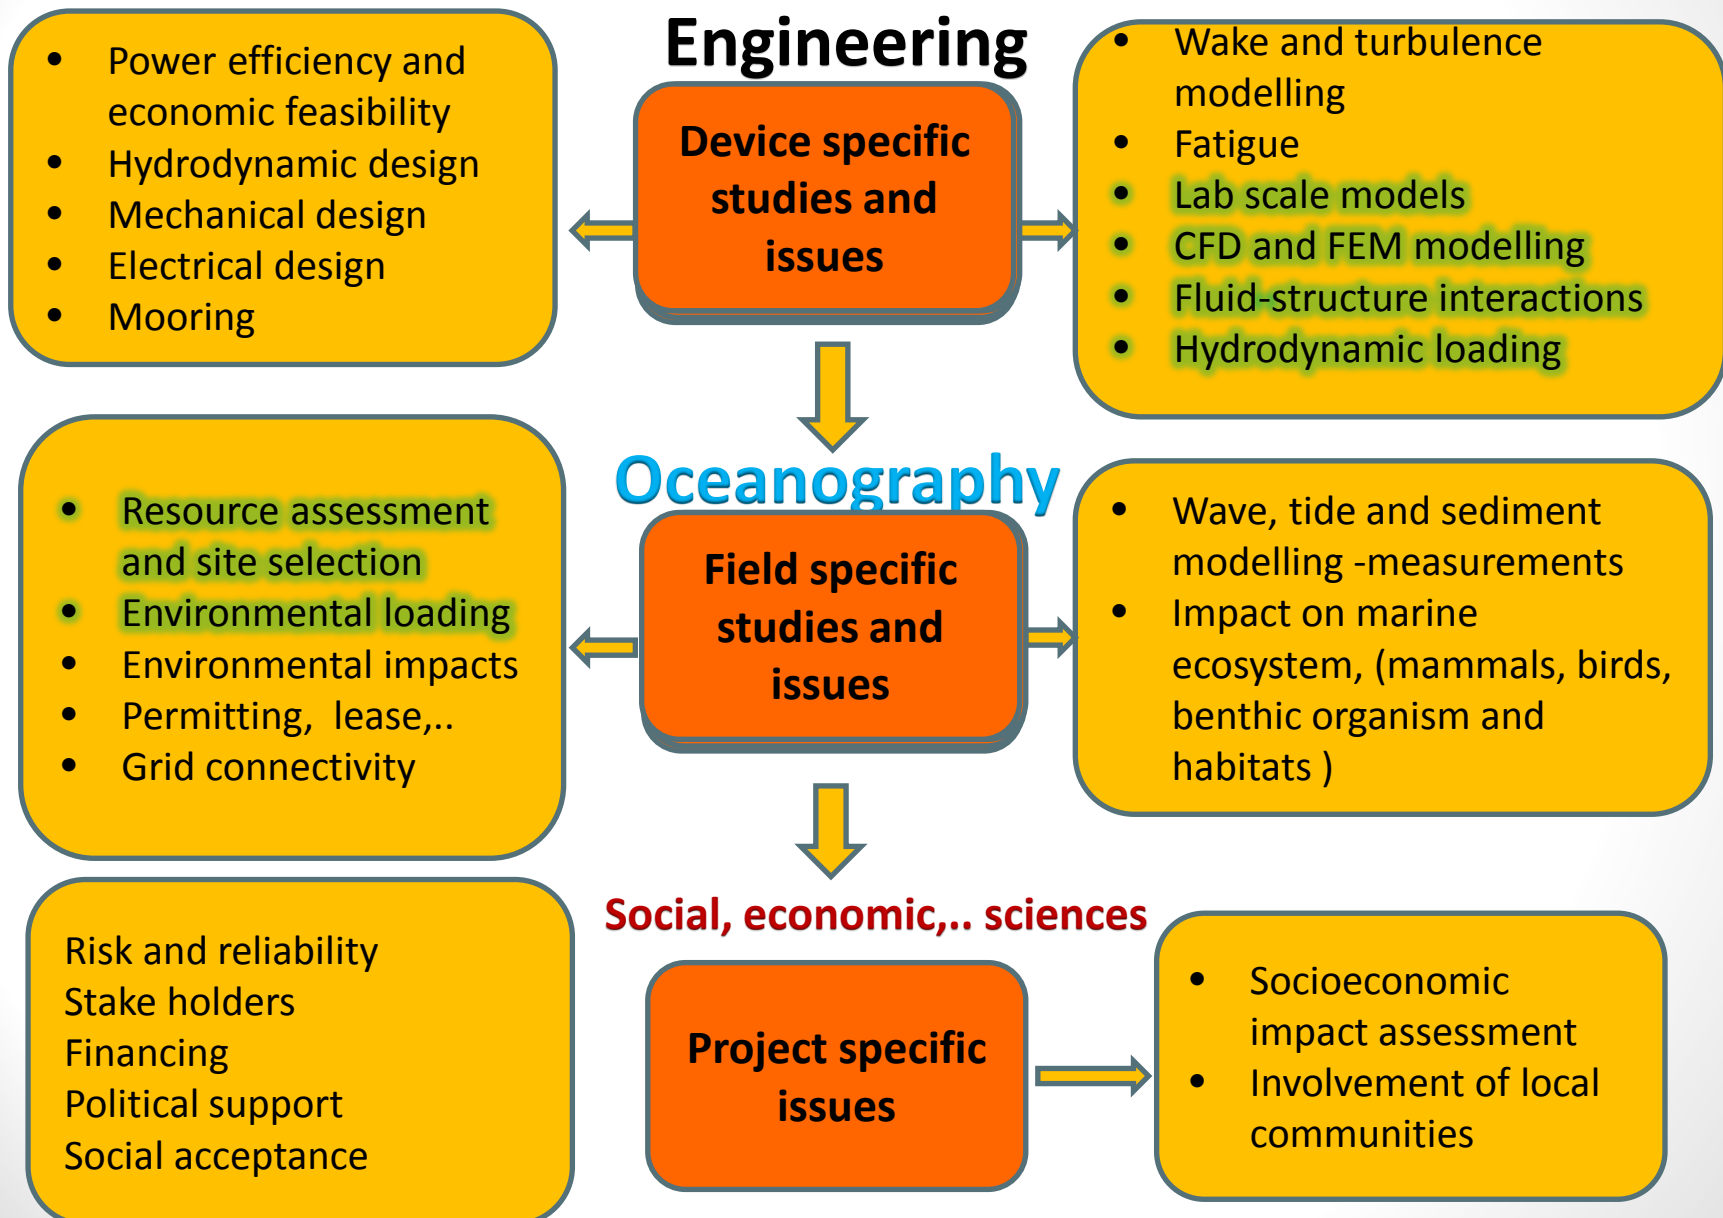 Engineering
• Power efficiency and
economic feasibility
• Hydrodynamic design
• Mechanical design
• Electrical design
• Mooring
Device specific
studies and
issues
• Wake and turbulence
modelling
• Fatigue
• Lab scale models
• CFD and FEM modelling
• Fluid-structure interactions
• Hydrodynamic loading
Oceanography
• Resource assessment
and site selection
• Environmental loading
• Environmental impacts
• Permitting, lease,..
• Grid connectivity
Field specific
studies and
issues
• Wave, tide and sediment
modelling -measurements
• Impact on marine
ecosystem, (mammals, birds,
benthic organism and
habitats )
Social, economic,.. sciences
Risk and reliability
Stake holders
Financing
Political support
Social acceptance
Project specific
issues
• Socioeconomic
impact assessment
• Involvement of local
communities